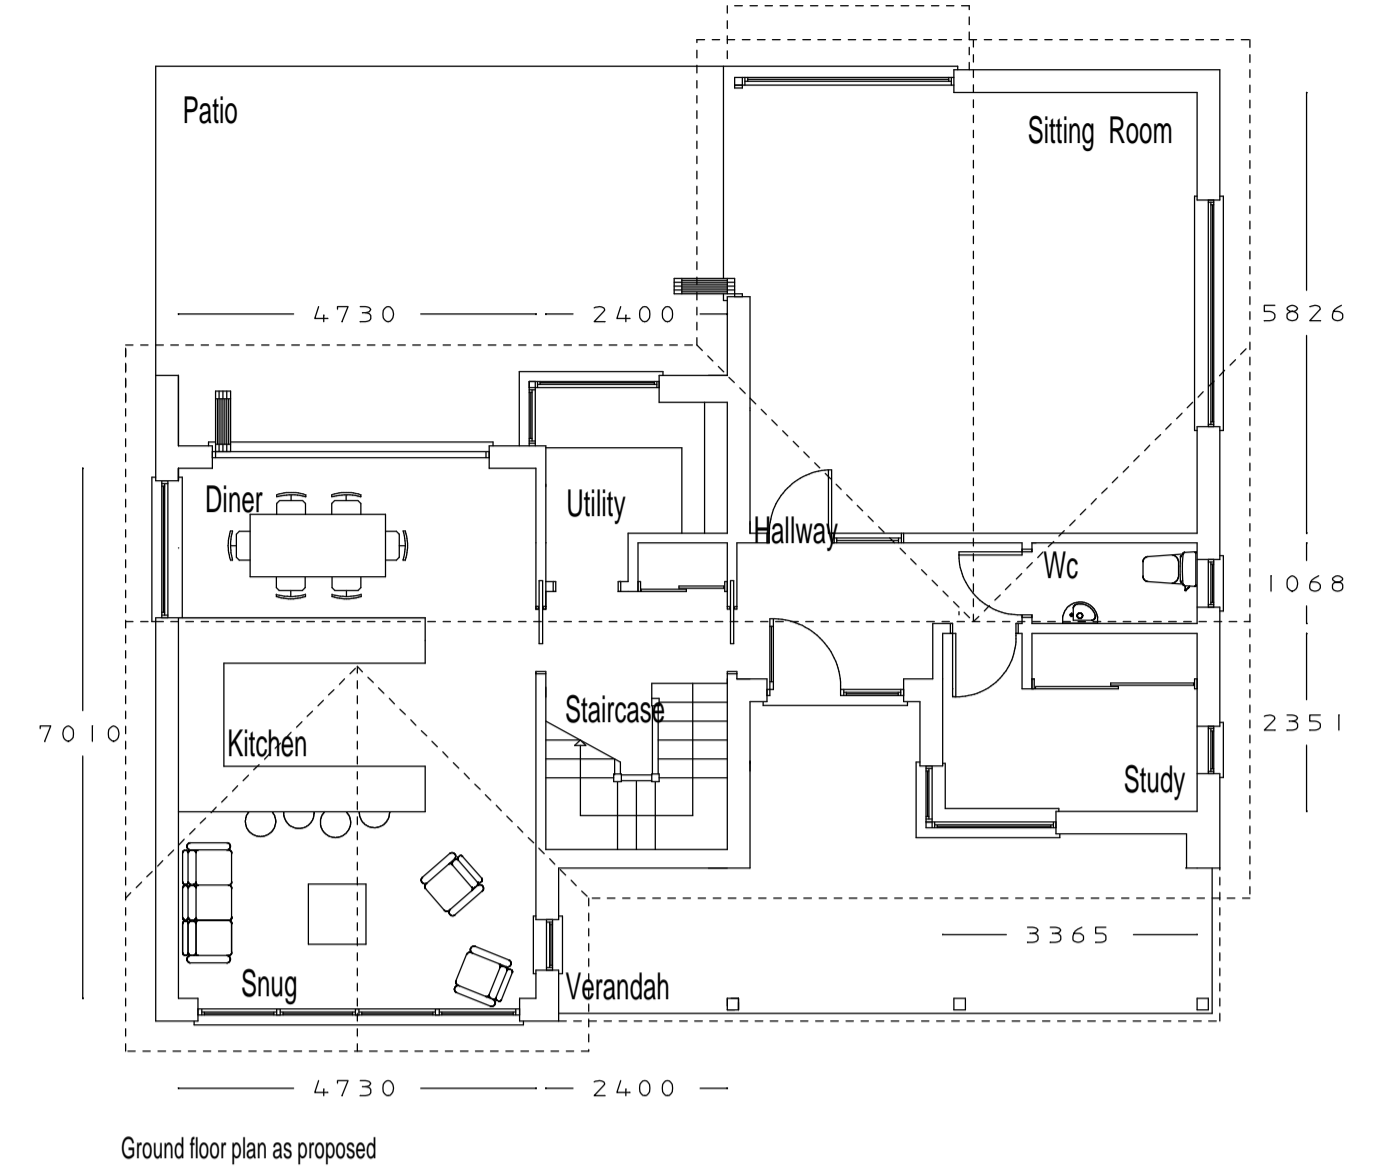 Patio
Sitting Room
4730
2400
5826
Diner
Utility
Hallway
Wc
1068
Staircase
7010
Kitchen
2351
Study
3365
Snug
Verandah
4730
2400
Ground floor plan as proposed